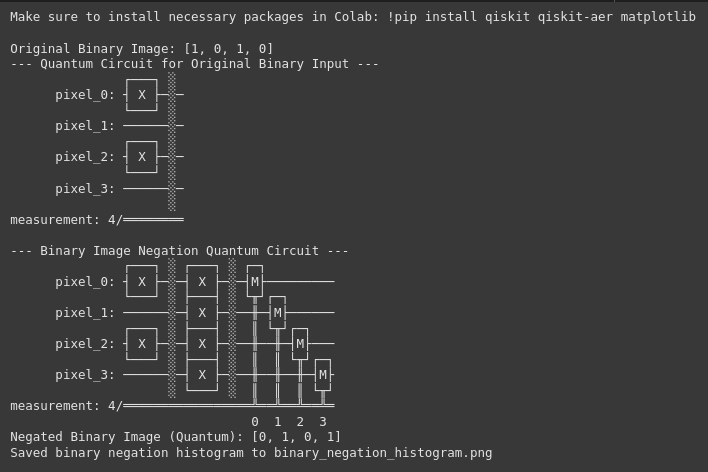 Make sure to install necessary packages in Colab: !pip install qiskit qiskit-aer matplotlib
Original Binary Image: [1, 0, 1, 0]
--- Quantum Circuit for Original Binary Input ---
pixel_0: X
pixel_1:
pixel_2: X
pixel_3:
measurement: 4/
--- Binary Image Negation Quantum Circuit ---
pixel_0: X X M
pixel_1: X M
pixel_2: X X M
pixel_3: X M
measurement: 4/
0 1 2 3
Negated Binary Image (Quantum): [0, 1, 0, 1]
Saved binary negation histogram to binary_negation_histogram.png